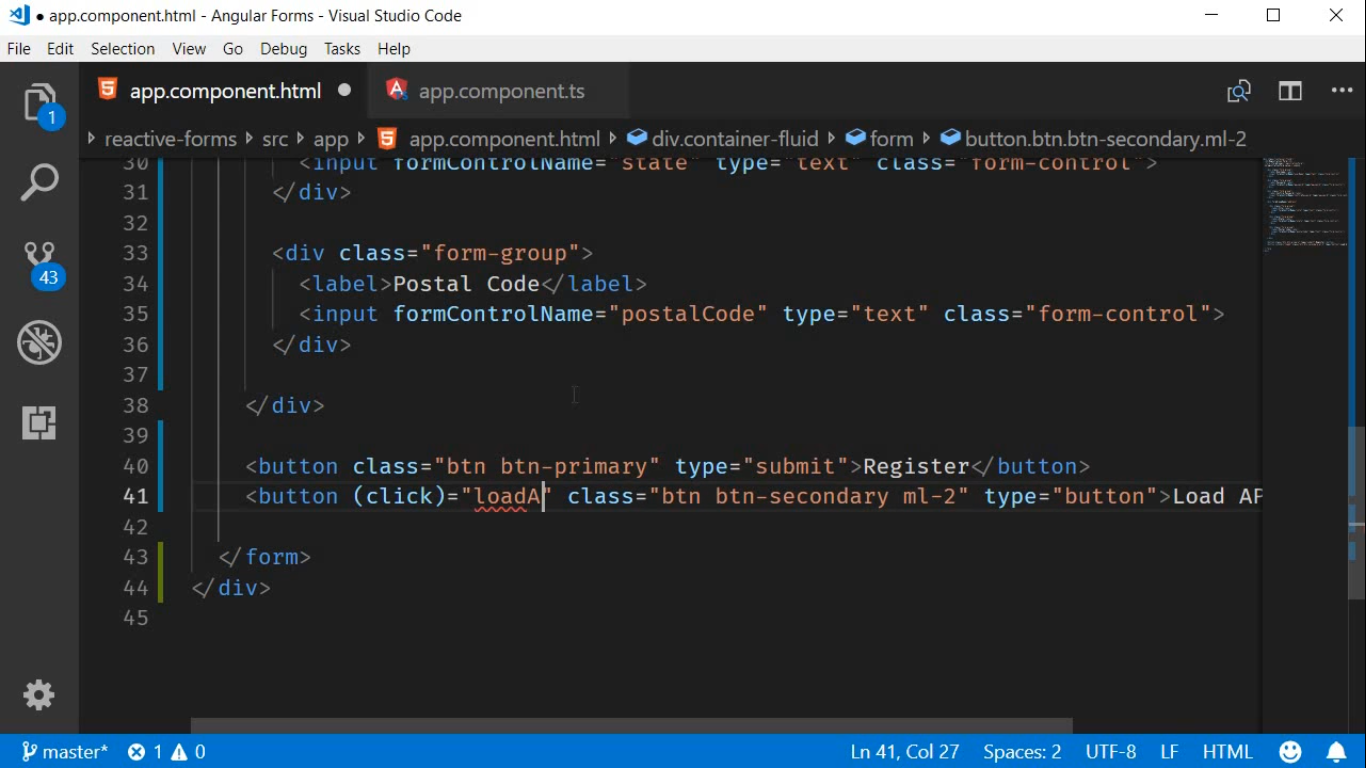 app.component.html - Angular Forms - Visual Studio Code
File Edit Selection View Go Debug Tasks Help
app.component.html app.component.ts
reactive-forms src app app.component.html div.container-fluid form button.btn.btn-secondary.ml-2
30 <input formControlName="state" type="text" class="form-control">
31 </div>
32
33 <div class="form-group">
34 <label>Postal Code</label>
35 <input formControlName="postalCode" type="text" class="form-control">
36 </div>
37
38 </div>
39
40 <button class="btn btn-primary" type="submit">Register</button>
41 <button (click)="loadA" class="btn btn-secondary ml-2" type="button">Load AP
42
43 </form>
44 </div>
45
1
43
master* 1 0 Ln 41, Col 27 Spaces: 2 UTF-8 LF HTML